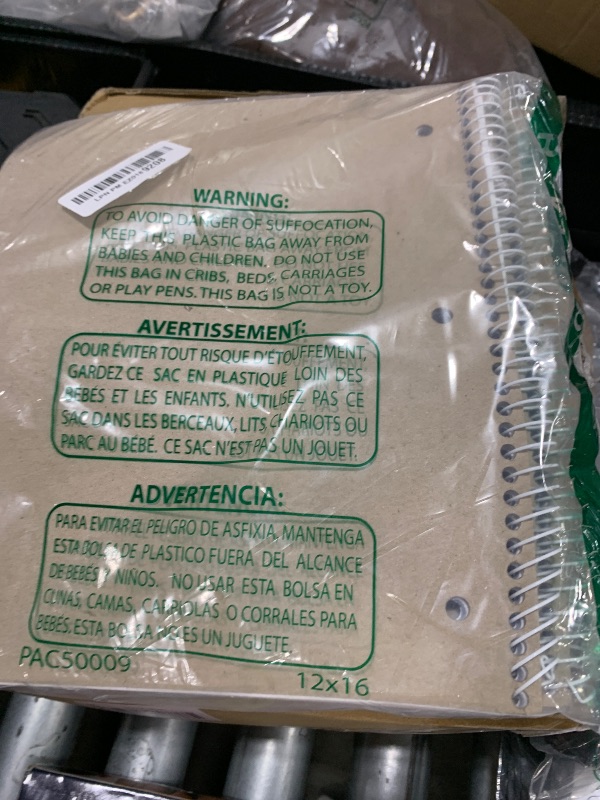 WARNING:
TO AVOID DANGER OF SUFFOCATION,
KEEP THIS PLASTIC BAG AWAY FROM
BABIES AND CHILDREN. DO NOT USE
THIS BAG IN CRIBS, BEDS, CARRIAGES
OR PLAY PENS. THIS BAG IS NOT A TOY.
AVERTISSEMENT:
POUR ÉVITER TOUT RISQUE D'ÉTOUFFEMENT,
GARDEZ CE SAC EN PLASTIQUE LOIN DES
BÉBÉS ET LES ENFANTS. N'UTILISEZ PAS CE
SAC DANS LES BERCEAUX, LITS, CHARIOTS OU
PARC AU BÉBÉ. CE SAC N'EST PAS UN JOUET.
ADVERTENCIA:
PARA EVITAR EL PELIGRO DE ASFIXIA, MANTENGA
ESTA BOLSA DE PLASTICO FUERA DEL ALCANCE
DE BEBÉS Y NIÑOS. NO USAR ESTA BOLSA EN
CUNAS, CAMAS, CARRIOLAS O CORRALES PARA
BEBÉS, ESTA BOLSA NO ES UN JUGUETE.
PAC50009
12x16